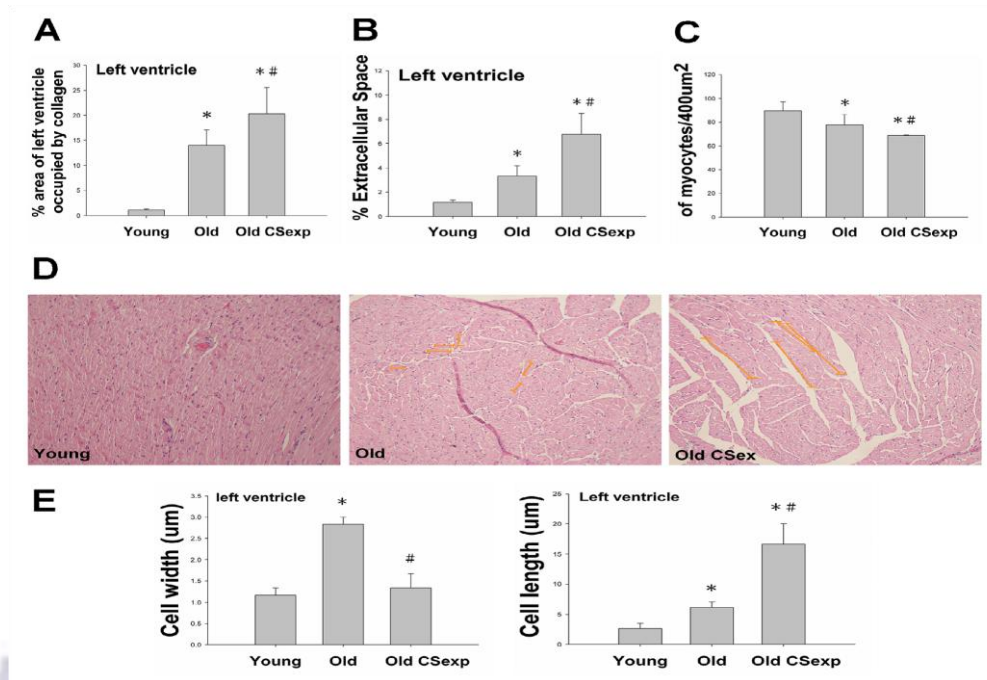 A
Left ventricle
% area of left ventricle
occupied by collagen
30
25
20
15
10
5
0
*
* #
Young Old Old CSexp
B
Left ventricle
% Extracellular Space
12
10
8
6
4
2
0
*
* #
Young Old Old CSexp
C
of myocytes/400um2
120
100
80
60
40
20
0
*
* #
Young Old Old CSexp
D
Young
Old
Old CSex
E
left ventricle
Cell width (um)
3.5
3.0
2.5
2.0
1.5
1.0
0.5
0.0
*
#
Young Old Old CSexp
Left ventricle
Cell length (um)
25
20
15
10
5
0
*
* #
Young Old Old CSexp